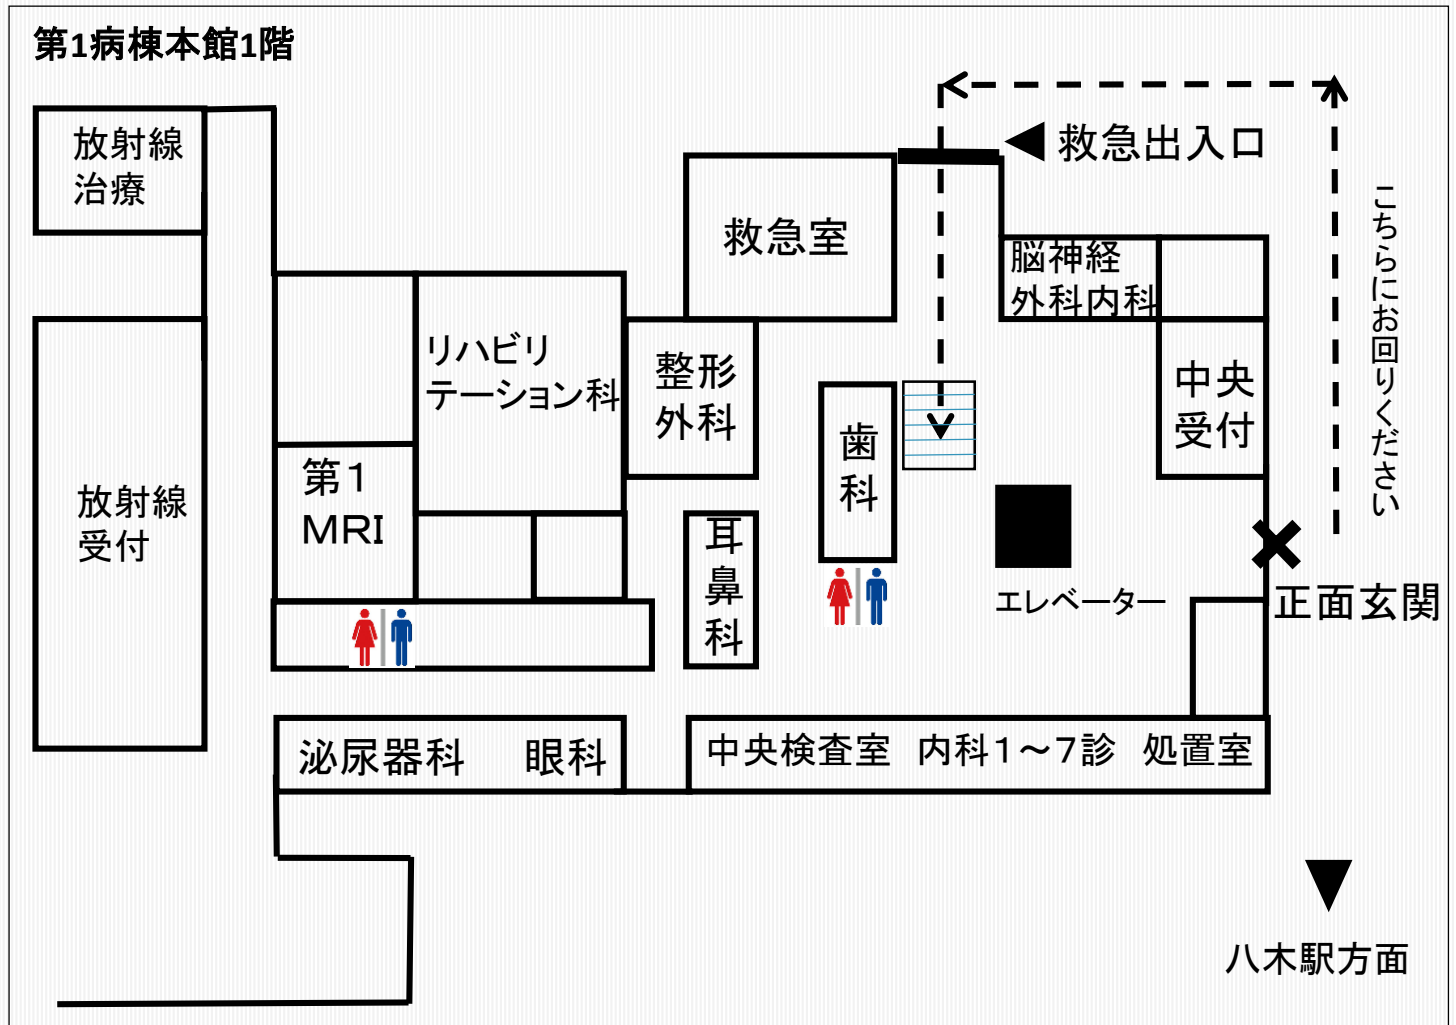 第1病棟本館1階
放射線
治療
救急出入口
救急室
脳神経
外科内科
こちらにお回りください
リハビリ
テーション科
整形
外科
中央
受付
歯科
第1
MRI
放射線
受付
耳鼻科
エレベーター
正面玄関
泌尿器科 眼科
中央検査室 内科1～7診 処置室
八木駅方面